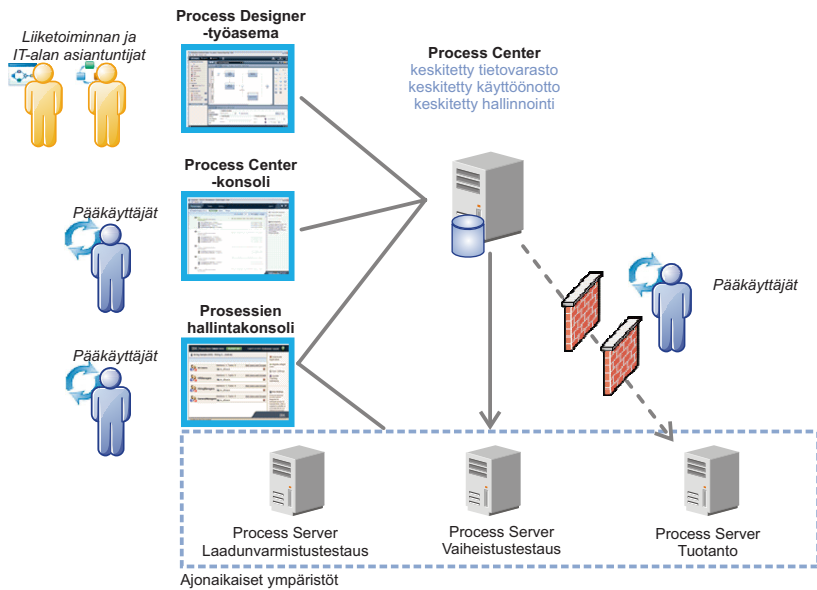 Liiketoiminnan ja
IT-alan asiantuntijat
Process Designer
-työasema
Process Center
keskitetty tietovarasto
keskitetty käyttöönotto
keskitetty hallinnointi
Process Center
-konsoli
Pääkäyttäjät
Pääkäyttäjät
Prosessien
hallintakonsoli
Pääkäyttäjät
Process Server
Laadunvarmistustestaus
Process Server
Vaiheistustestaus
Process Server
Tuotanto
Ajonaikaiset ympäristöt